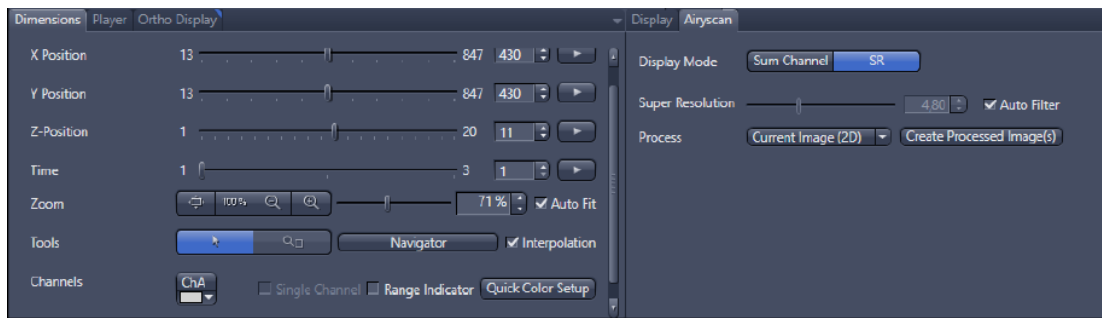 Dimensions Player Ortho Display
X Position 13 847 430
Y Position 13 847 430
Z-Position 1 20 11
Time 1 3 1
Zoom 100% 71% Auto Fit
Tools Navigator Interpolation
Channels ChA Single Channel Range Indicator Quick Color Setup
Display Airyscan
Display Mode Sum Channel SR
Super Resolution 4.80 Auto Filter
Process Current Image (2D) Create Processed Image(s)